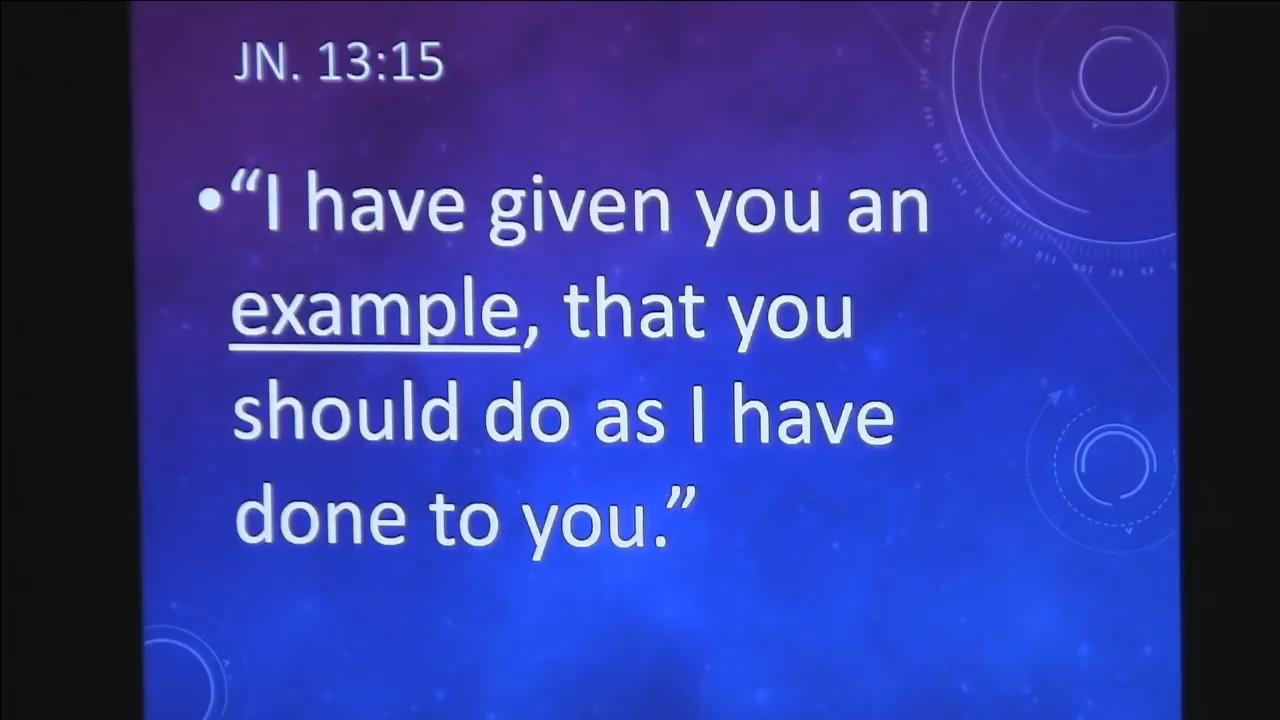 JN. 13:15
•“I have given you an
example, that you
should do as I have
done to you.”